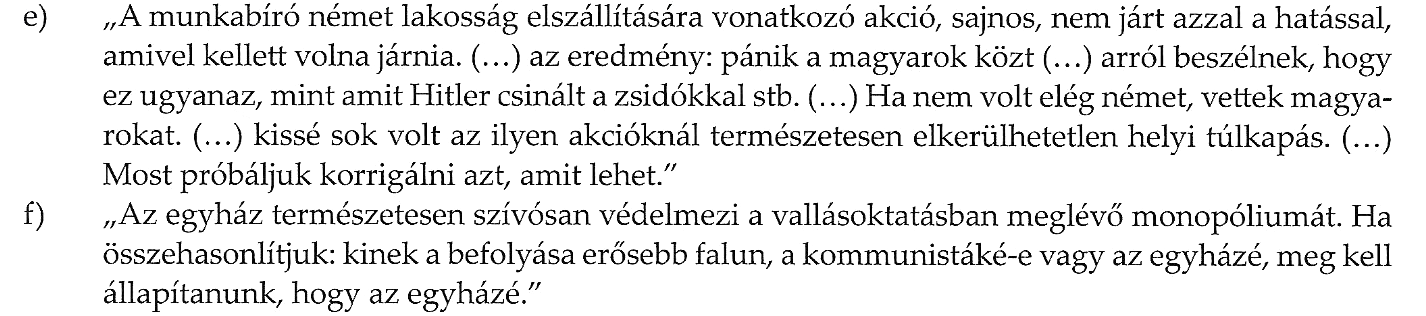 e) „A munkabíró német lakosság elszállítására vonatkozó akció, sajnos, nem járt azzal a hatással,
amivel kellett volna járnia. (…) az eredmény: pánik a magyarok közt (…) arról beszélnek, hogy
ez ugyanaz, mint amit Hitler csinált a zsidókkal stb. (…) Ha nem volt elég német, vettek magya-
rokat. (…) kissé sok volt az ilyen akcióknál természetesen elkerülhetetlen helyi túlkapás. (…)
Most próbáljuk korrigálni azt, amit lehet.”
f) „Az egyház természetesen szívósan védelmezi a vallásoktatásban meglévő monopóliumát. Ha
összehasonlítjuk: kinek a befolyása erősebb falun, a kommunistáké-e vagy az egyházé, meg kell
állapítanunk, hogy az egyházé.”